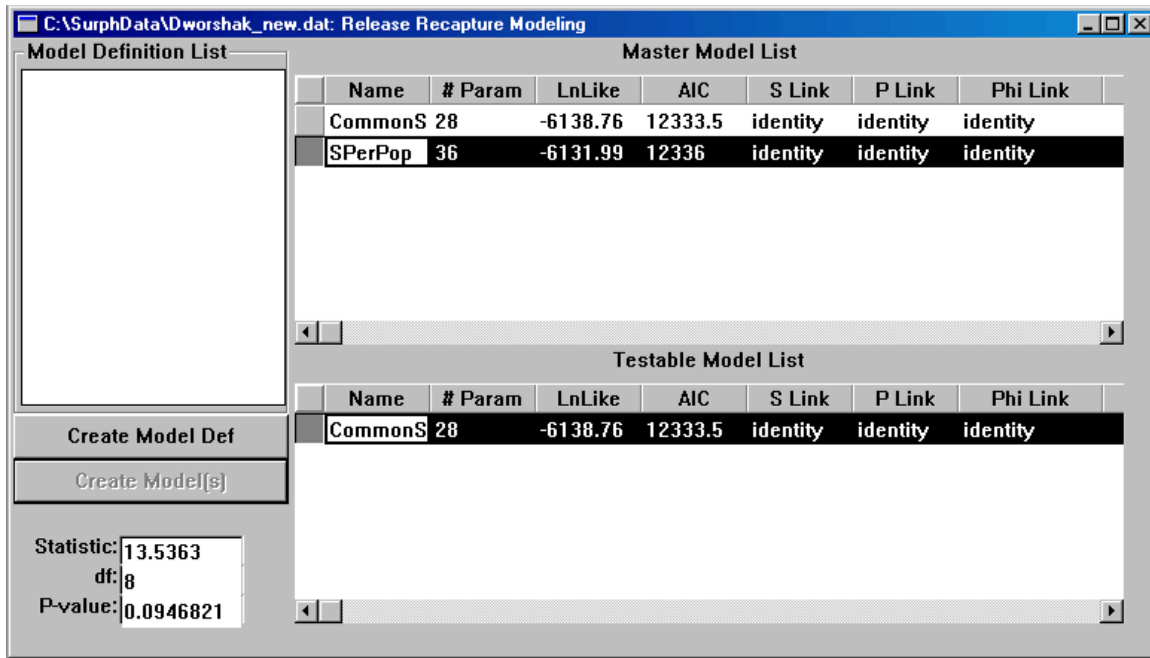 C:\SurphData\Dworshak_new.dat: Release Recapture Modeling
Model Definition List
Master Model List
Name # Param LnLike AIC S Link P Link Phi Link
CommonS 28 -6138.76 12333.5 identity identity identity
SPerPop 36 -6131.99 12336 identity identity identity
Testable Model List
Name # Param LnLike AIC S Link P Link Phi Link
CommonS 28 -6138.76 12333.5 identity identity identity
Create Model Def
Create Model(s)
Statistic: 13.5363
df: 8
P-value: 0.0946821